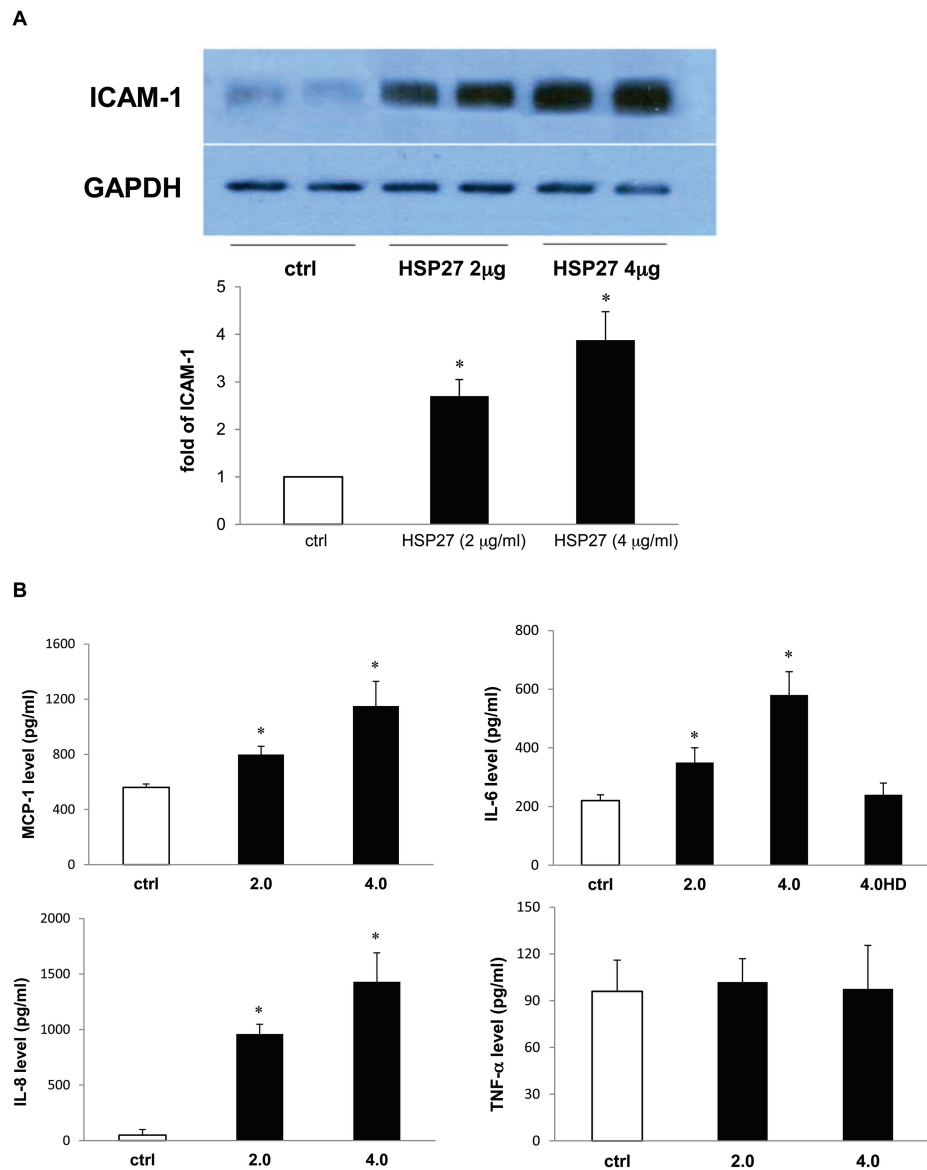 A
ICAM-1
GAPDH
ctrl HSP27 2μg HSP27 4μg
fold of ICAM-1
5
4
3
2
1
0
* *
ctrl HSP27 (2 μg/ml) HSP27 (4 μg/ml)
B
MCP-1 level (pg/ml)
1600
1200
800
400
0
* *
ctrl 2.0 4.0
IL-6 level (pg/ml)
800
600
400
200
0
* *
ctrl 2.0 4.0 4.0HD
IL-8 level (pg/ml)
2000
1500
1000
500
0
* *
ctrl 2.0 4.0
TNF-α level (pg/ml)
150
120
90
60
30
0
ctrl 2.0 4.0